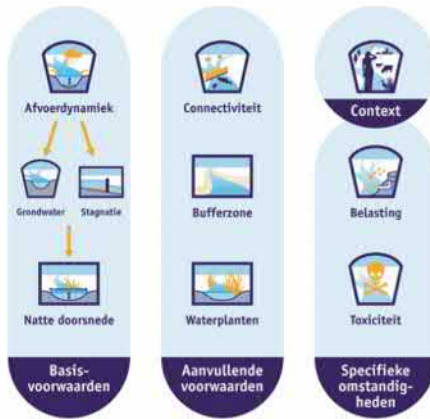 Afvoerdynamiek
Grondwater
Stagnatie
Natte doorsnede
Basis-
voorwaarden
Connectiviteit
Bufferzone
Waterplanten
Aanvullende
voorwaarden
Context
Belasting
Toxiciteit
Specifieke
omstandig-
heden